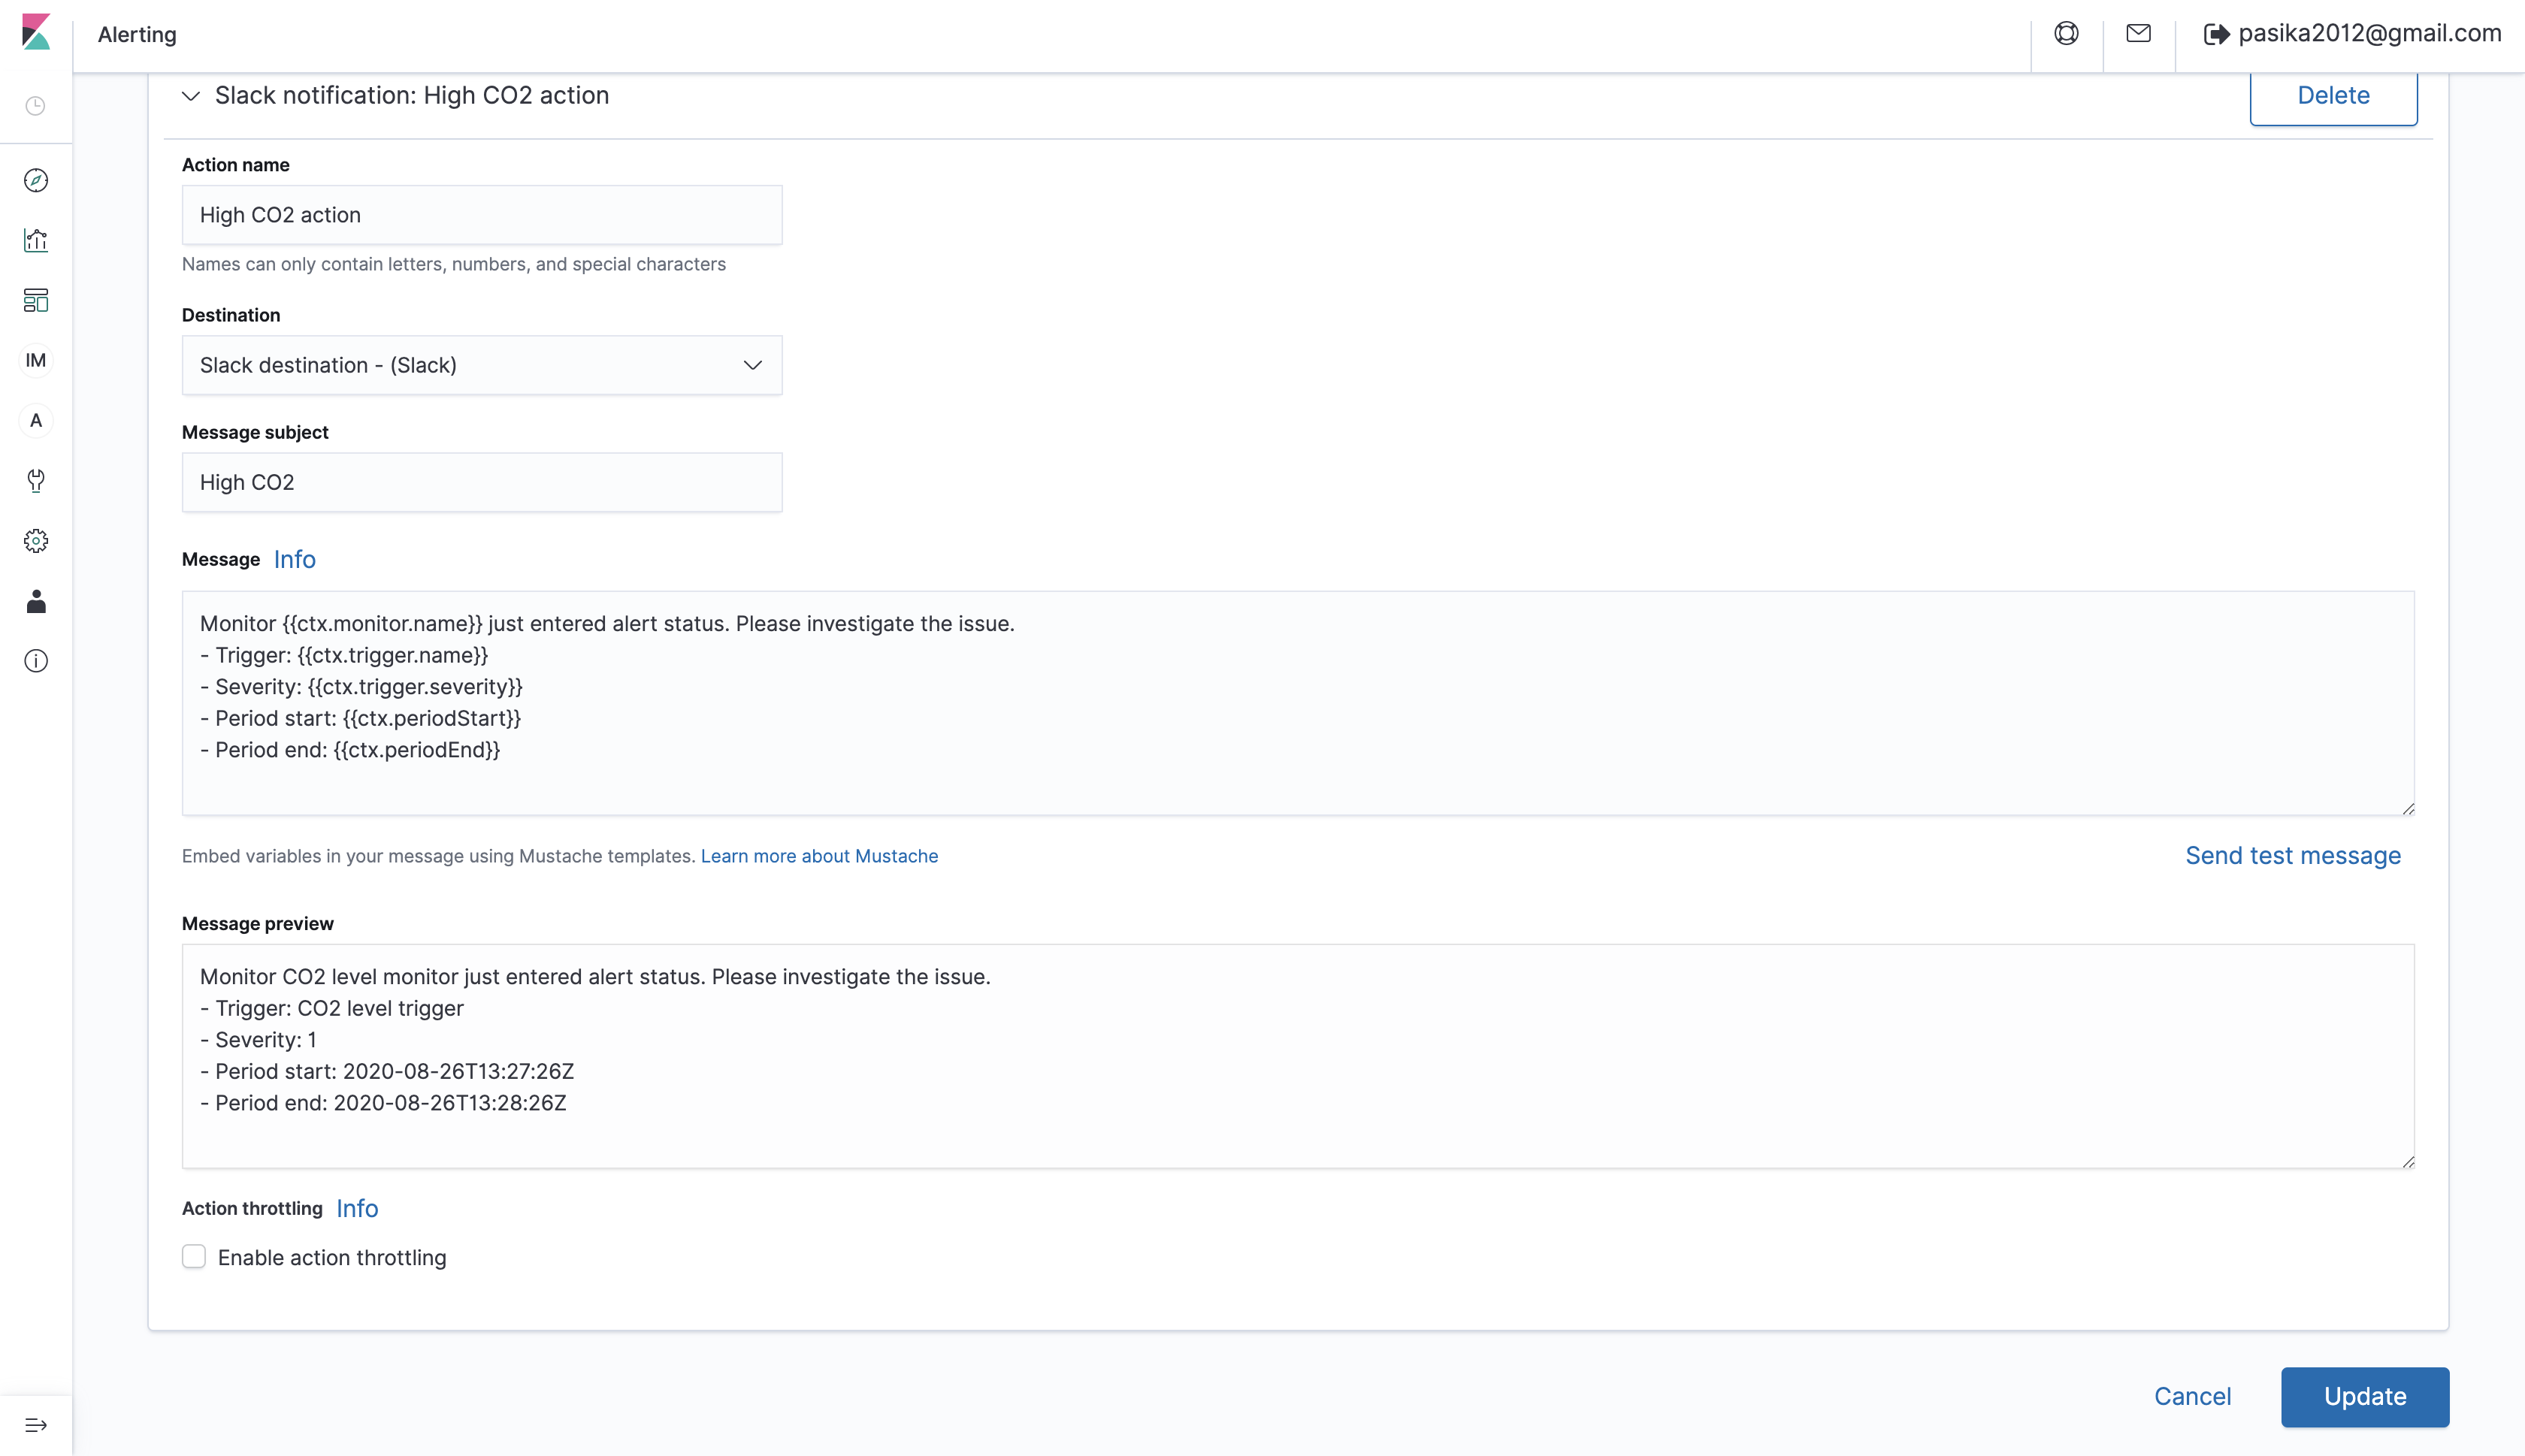 Alerting
pasika2012@gmail.com
Slack notification: High CO2 action
Delete
Action name
High CO2 action
Names can only contain letters, numbers, and special characters
Destination
Slack destination - (Slack)
Message subject
High CO2
Message Info
Monitor {{ctx.monitor.name}} just entered alert status. Please investigate the issue.
- Trigger: {{ctx.trigger.name}}
- Severity: {{ctx.trigger.severity}}
- Period start: {{ctx.periodStart}}
- Period end: {{ctx.periodEnd}}
Embed variables in your message using Mustache templates. Learn more about Mustache
Send test message
Message preview
Monitor CO2 level monitor just entered alert status. Please investigate the issue.
- Trigger: CO2 level trigger
- Severity: 1
- Period start: 2020-08-26T13:27:26Z
- Period end: 2020-08-26T13:28:26Z
Action throttling Info
Enable action throttling
Cancel
Update
IM
A